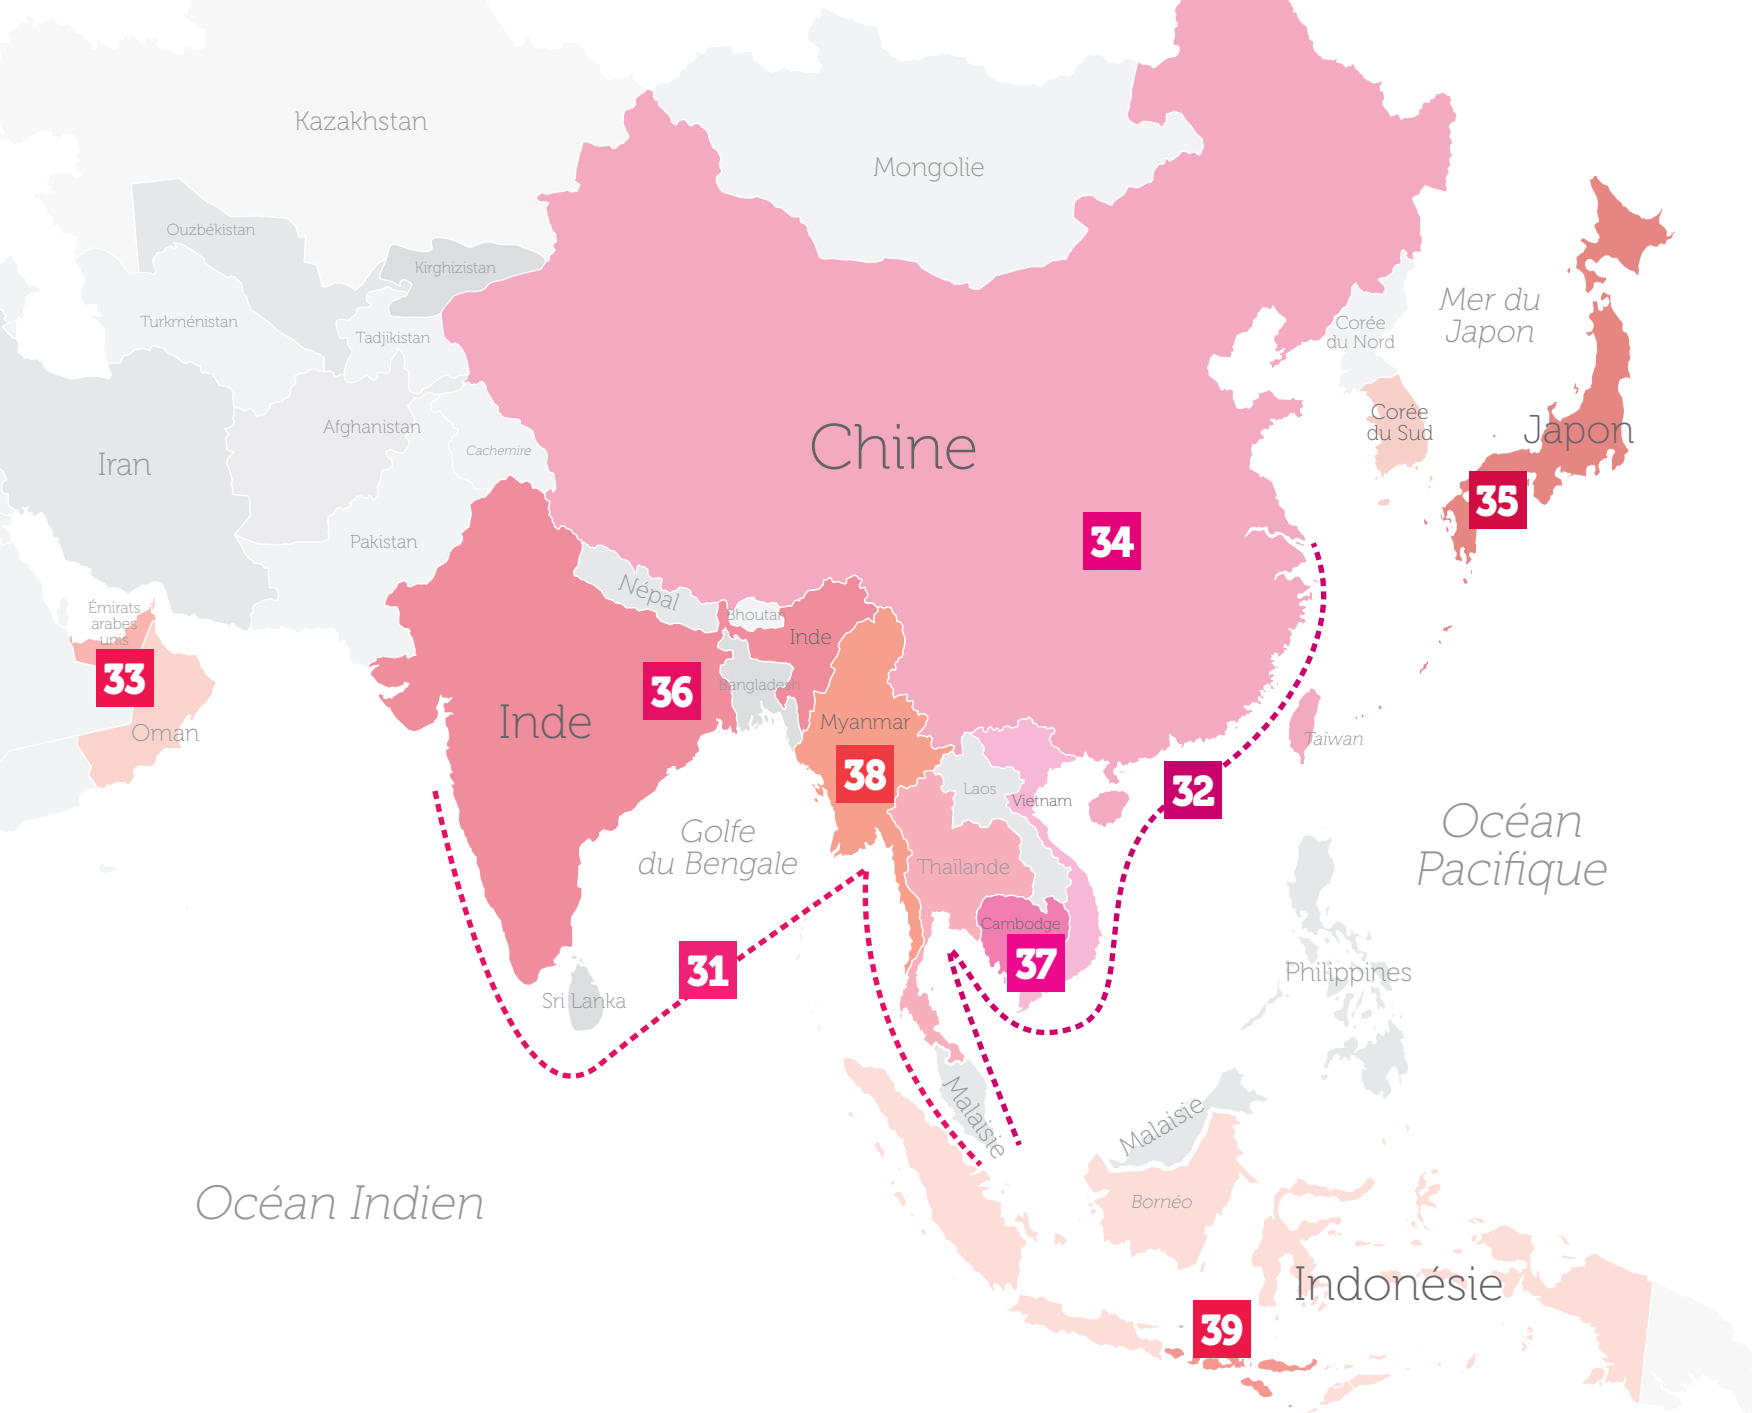 Kazakhstan
Mongolie
Ouzbékistan
Kirghizistan
Turkménistan
Tadjikistan
Mer du
Japon
Corée
du Nord
Afghanistan
Cachemire
Iran
Chine
Corée
du Sud
Japon
35
Pakistan
34
Népal
Émirats
arabes
unis
Bhoutan
Inde
33
36
Bangladesh
Oman
Inde
Myanmar
Taïwan
38
Laos
Vietnam
32
Golfe
du Bengale
Océan
Pacifique
Thaïlande
Cambodge
37
31
Sri Lanka
Philippines
Malaisie
Malaisie
Océan Indien
Bornéo
Indonésie
39